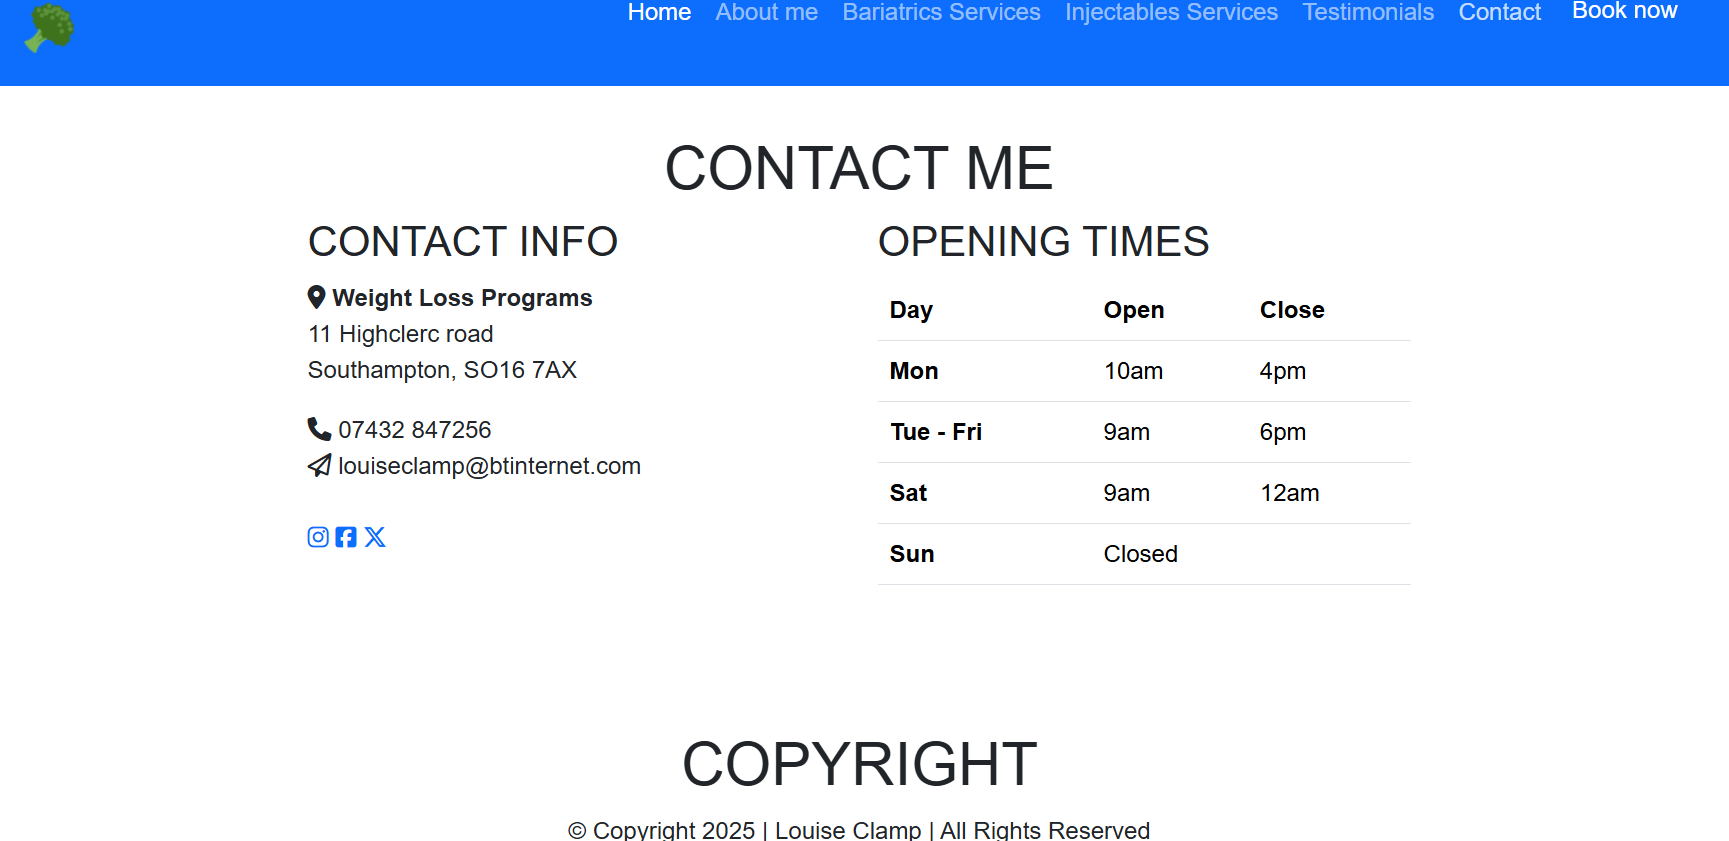 Home About me Bariatrics Services Injectables Services Testimonials Contact Book now
CONTACT ME
CONTACT INFO
Weight Loss Programs
11 Highclerc road
Southampton, SO16 7AX
07432 847256
louiseclamp@btinternet.com
OPENING TIMES
Day Open Close
Mon 10am 4pm
Tue - Fri 9am 6pm
Sat 9am 12am
Sun Closed
COPYRIGHT
© Copyright 2025 | Louise Clamp | All Rights Reserved